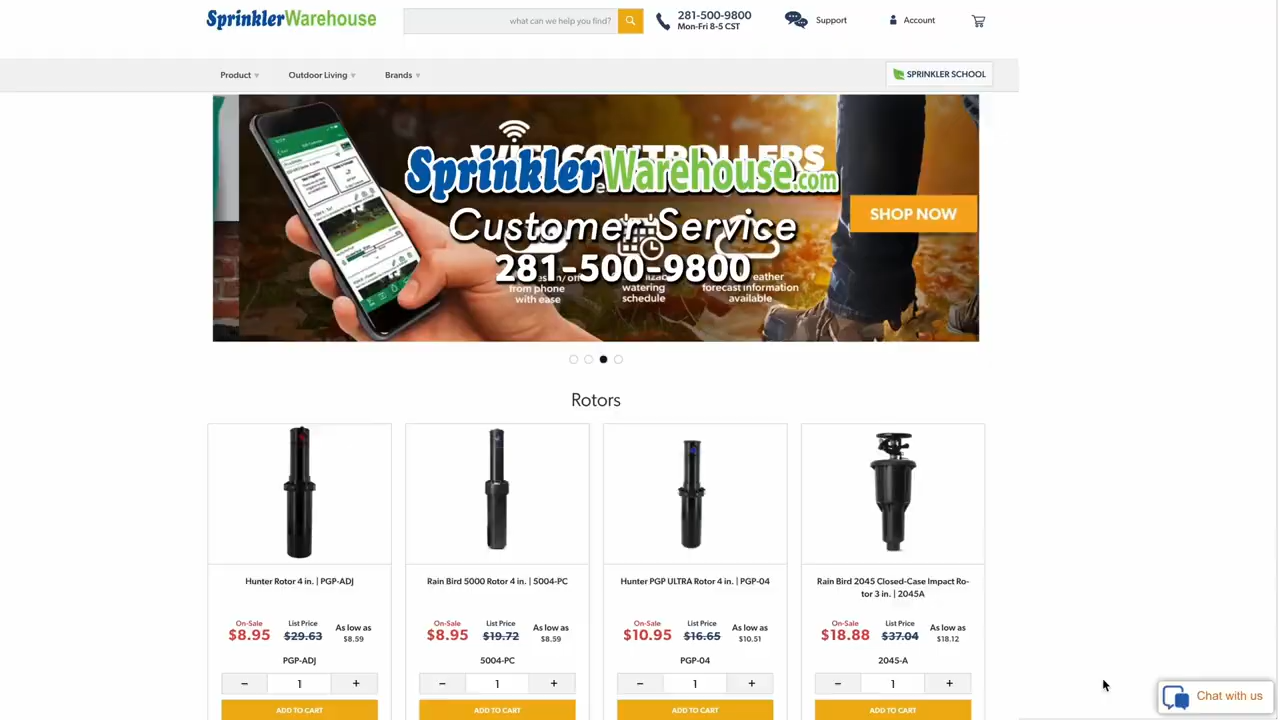 SprinklerWarehouse
what can we help you find?
281-500-9800
Mon-Fri 8-5 CST
Support
Account
Product
Outdoor Living
Brands
SPRINKLER SCHOOL
SprinklerWarehouse.com
Customer Service
281-500-9800
SHOP NOW
from phone
with ease
watering
schedule
forecast information
available
Rotors
Hunter Rotor 4 in. | PGP-ADJ
On-Sale List Price As low as
$8.95 $29.63 $8.59
PGP-ADJ
− 1 +
ADD TO CART
Rain Bird 5000 Rotor 4 in. | 5004-PC
On-Sale List Price As low as
$8.95 $19.72 $8.59
5004-PC
− 1 +
ADD TO CART
Hunter PGP ULTRA Rotor 4 in. | PGP-04
On-Sale List Price As low as
$10.95 $16.65 $10.51
PGP-04
− 1 +
ADD TO CART
Rain Bird 2045 Closed-Case Impact Ro-
tor 3 in. | 2045A
On-Sale List Price As low as
$18.88 $37.04 $18.12
2045-A
− 1 +
ADD TO CART
Chat with us